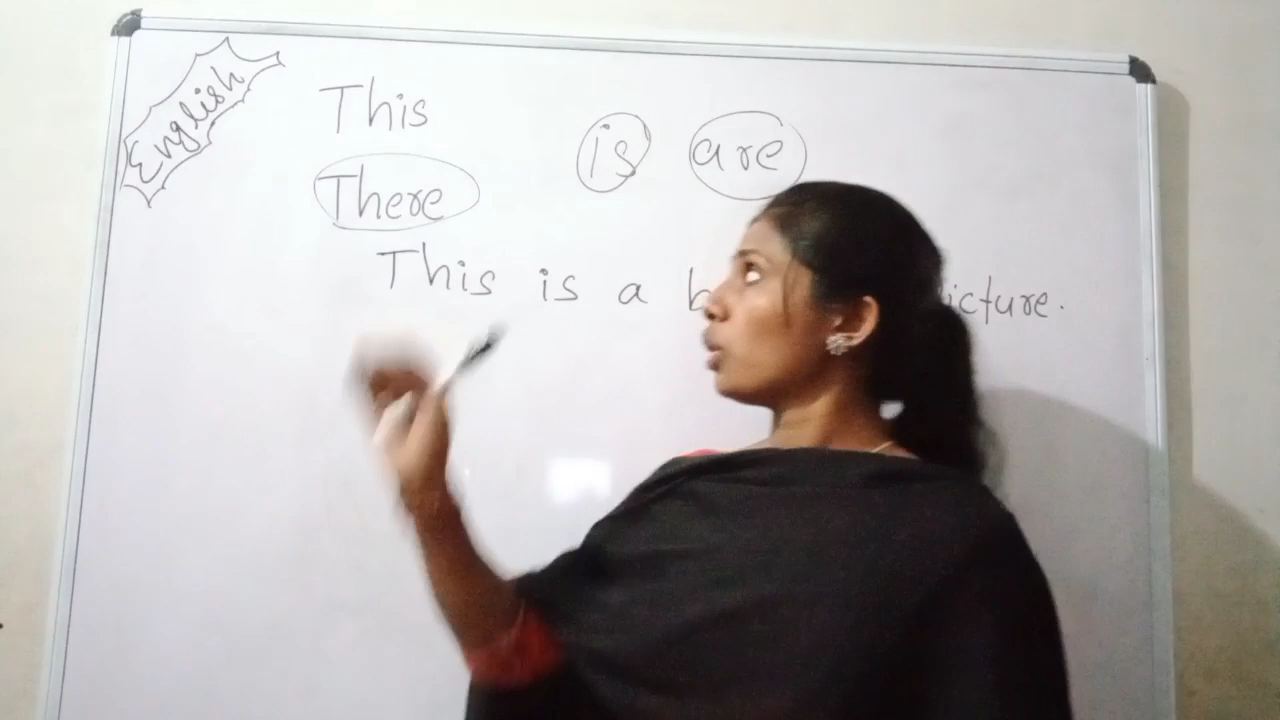 English
This
is are
There
This is a picture.